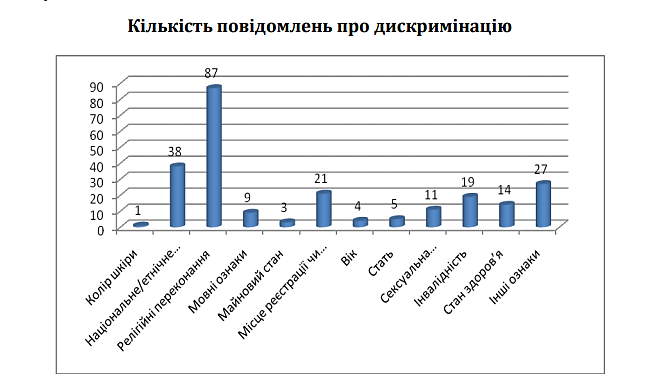 Кількість повідомлень про дискримінацію
90
80
70
60
50
40
30
20
10
0
1
38
87
9
3
21
4
5
11
19
14
27
Колір шкіри
Національне/етнічне...
Релігійні переконання
Мовні ознаки
Майновий стан
Місце реєстрації чи...
Вік
Стать
Сексуальна...
Інвалідність
Стан здоров'я
Інші ознаки